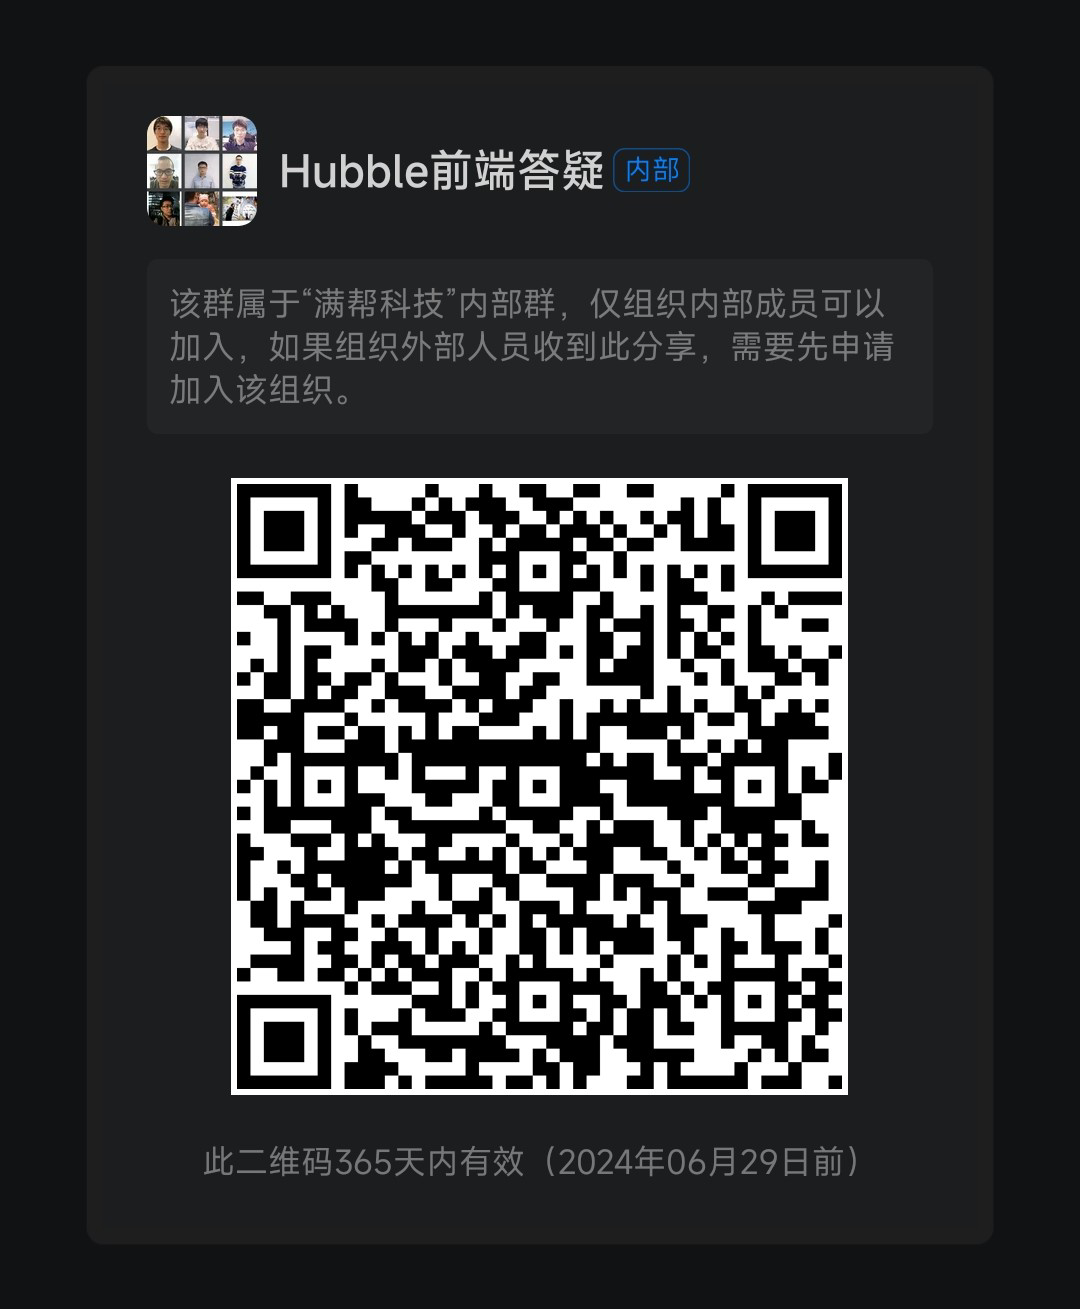 Hubble前端答疑 内部
该群属于“满帮科技”内部群，仅组织内部成员可以
加入，如果组织外部人员收到此分享，需要先申请
加入该组织。
此二维码365天内有效（2024年06月29日前）